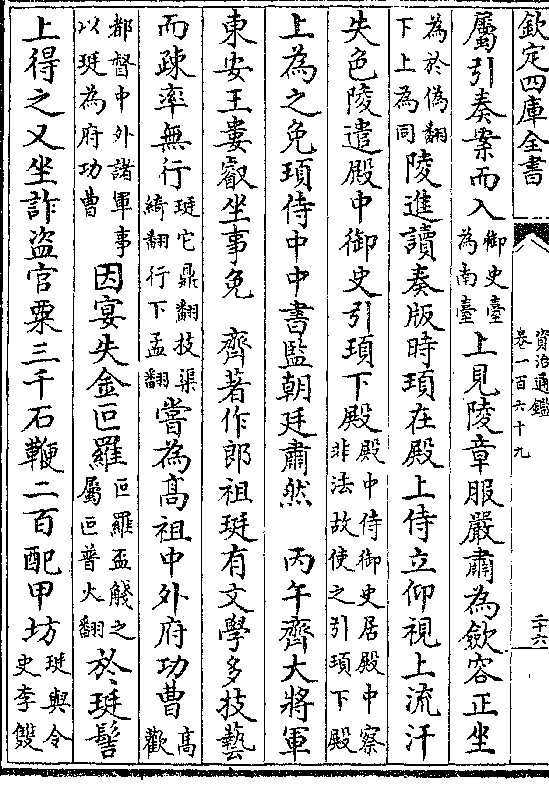 欽定四庫全書
資治通鑑
卷一百六十九
二十六
屬引奏案而入御史臺為南臺上見陵章服嚴肅為斂容正坐
為於偽翻下上為同陵進讀奏版時頊在殿上侍立仰視上流汗
失色陵遣殿中御史引頊下殿殿中侍御史居殿中察非法故使之引頊下殿
上為之免頊侍中中書監朝廷肅然　丙午齊大將軍
東安王婁叡坐事免　齊著作郎祖珽有文學多技藝
而疎率無行珽它鼎翻技渠綺翻行下孟翻嘗為高祖中外府功曹高歡
都督中外諸軍事以珽為府功曹因宴失金叵羅叵羅盃觴之屬叵普火翻於珽髻
上得之又坐詐盜官粟三千石鞭二百配甲坊珽與令史李雙